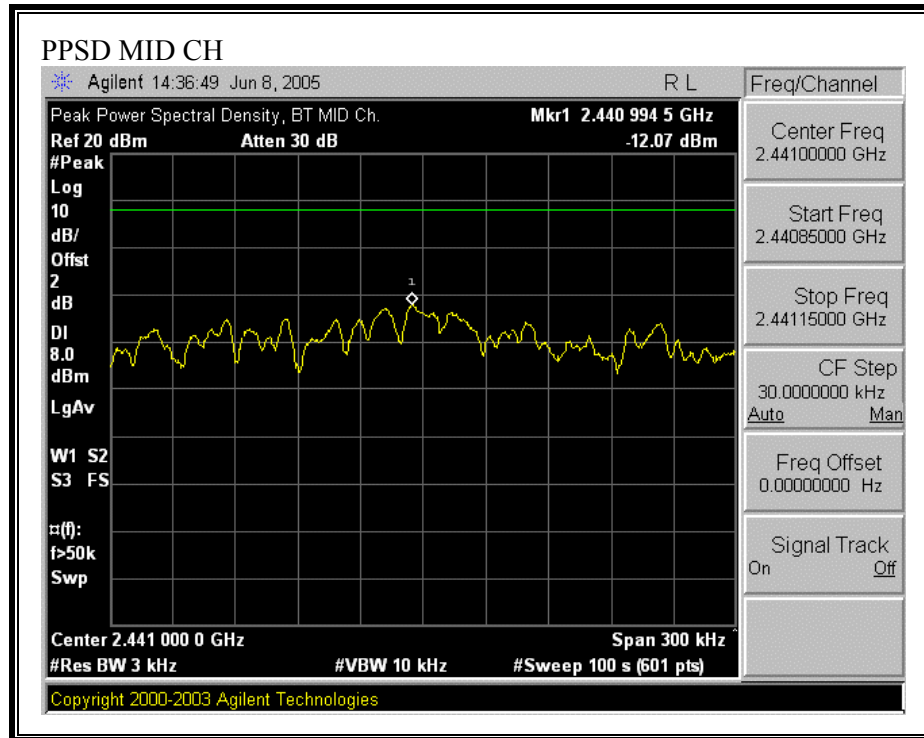 PPSD MID CH
Agilent 14:36:49 Jun 8, 2005 R L
Freq/Channel
Peak Power Spectral Density, BT MID Ch.
Mkr1 2.440 994 5 GHz
Ref 20 dBm
Atten 30 dB
-12.07 dBm
#Peak
Log
10
dB/
Offst
2
dB
DI
8.0
dBm
LgAv
W1 S2
S3 FS
¤(f):
f>50k
Swp
1
Center 2.441 000 0 GHz
Span 300 kHz
#Res BW 3 kHz
#VBW 10 kHz
#Sweep 100 s (601 pts)
Copyright 2000-2003 Agilent Technologies
Center Freq
2.44100000 GHz
Start Freq
2.44085000 GHz
Stop Freq
2.44115000 GHz
CF Step
30.0000000 kHz
Auto Man
Freq Offset
0.00000000 Hz
Signal Track
On Off